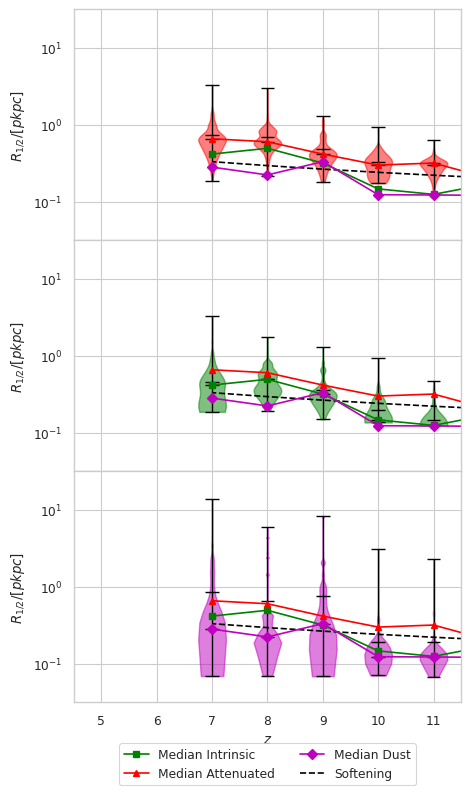 10^1
10^0
10^-1
R_{1/2}/[pkpc]
10^1
10^0
10^-1
R_{1/2}/[pkpc]
10^1
10^0
10^-1
R_{1/2}/[pkpc]
5 6 7 8 9 10 11
z
Median Intrinsic Median Dust
Median Attenuated Softening